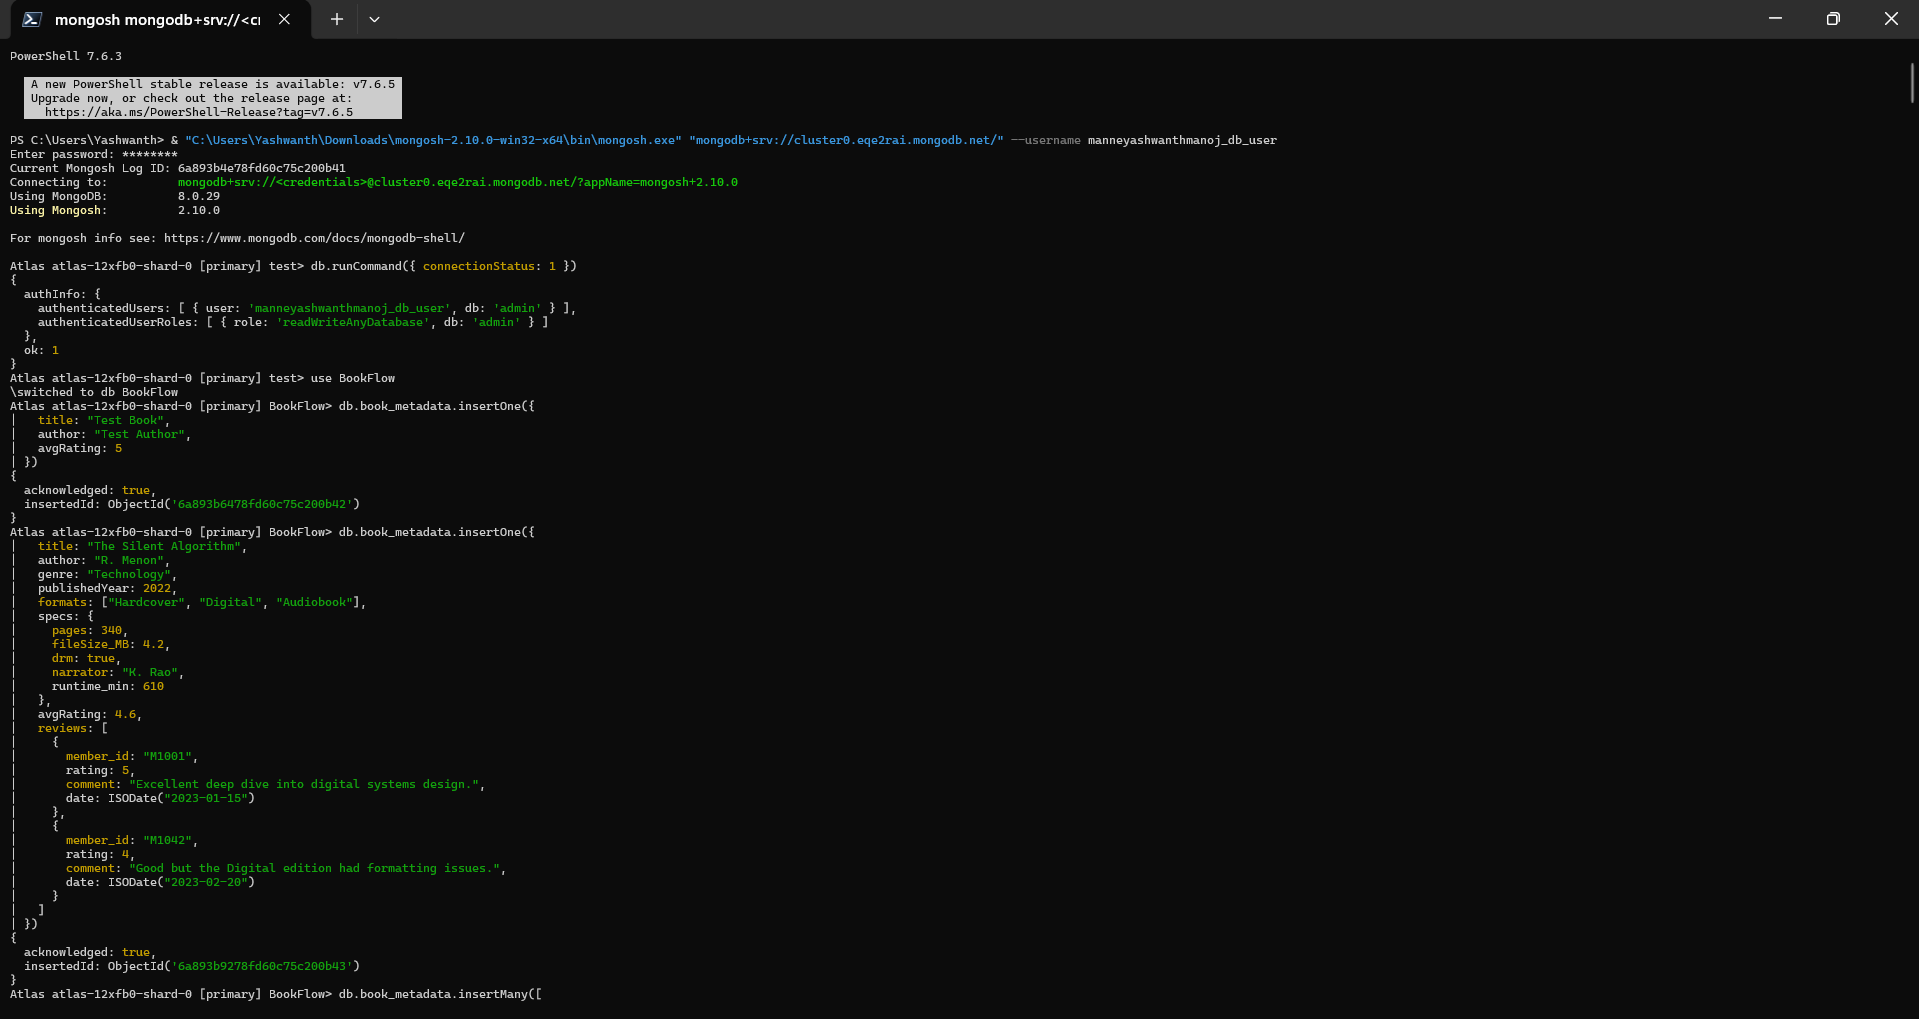 mongosh mongodb+srv://<cr
PowerShell 7.6.3
A new PowerShell stable release is available: v7.6.5
Upgrade now, or check out the release page at:
https://aka.ms/PowerShell-Release?tag=v7.6.5
PS C:\Users\Yashwanth> & "C:\Users\Yashwanth\Downloads\mongosh-2.10.0-win32-x64\bin\mongosh.exe" "mongodb+srv://cluster0.eqe2rai.mongodb.net/" --username manneyashwanthmanoj_db_user
Enter password: ********
Current Mongosh Log ID: 6a893b4e78fd60c75c200b41
Connecting to: mongodb+srv://<credentials>@cluster0.eqe2rai.mongodb.net/?appName=mongosh+2.10.0
Using MongoDB: 8.0.29
Using Mongosh: 2.10.0
For mongosh info see: https://www.mongodb.com/docs/mongodb-shell/
Atlas atlas-12xfb0-shard-0 [primary] test> db.runCommand({ connectionStatus: 1 })
{
  authInfo: {
    authenticatedUsers: [ { user: 'manneyashwanthmanoj_db_user', db: 'admin' } ],
    authenticatedUserRoles: [ { role: 'readWriteAnyDatabase', db: 'admin' } ]
  },
  ok: 1
}
Atlas atlas-12xfb0-shard-0 [primary] test> use BookFlow
\switched to db BookFlow
Atlas atlas-12xfb0-shard-0 [primary] BookFlow> db.book_metadata.insertOne({
|   title: "Test Book",
|   author: "Test Author",
|   avgRating: 5
| })
{
  acknowledged: true,
  insertedId: ObjectId('6a893b6478fd60c75c200b42')
}
Atlas atlas-12xfb0-shard-0 [primary] BookFlow> db.book_metadata.insertOne({
|   title: "The Silent Algorithm",
|   author: "R. Menon",
|   genre: "Technology",
|   publishedYear: 2022,
|   formats: ["Hardcover", "Digital", "Audiobook"],
|   specs: {
|     pages: 340,
|     fileSize_MB: 4.2,
|     drm: true,
|     narrator: "K. Rao",
|     runtime_min: 610
|   },
|   avgRating: 4.6,
|   reviews: [
|     {
|       member_id: "M1001",
|       rating: 5,
|       comment: "Excellent deep dive into digital systems design.",
|       date: ISODate("2023-01-15")
|     },
|     {
|       member_id: "M1042",
|       rating: 4,
|       comment: "Good but the Digital edition had formatting issues.",
|       date: ISODate("2023-02-20")
|     }
|   ]
| })
{
  acknowledged: true,
  insertedId: ObjectId('6a893b9278fd60c75c200b43')
}
Atlas atlas-12xfb0-shard-0 [primary] BookFlow> db.book_metadata.insertMany([